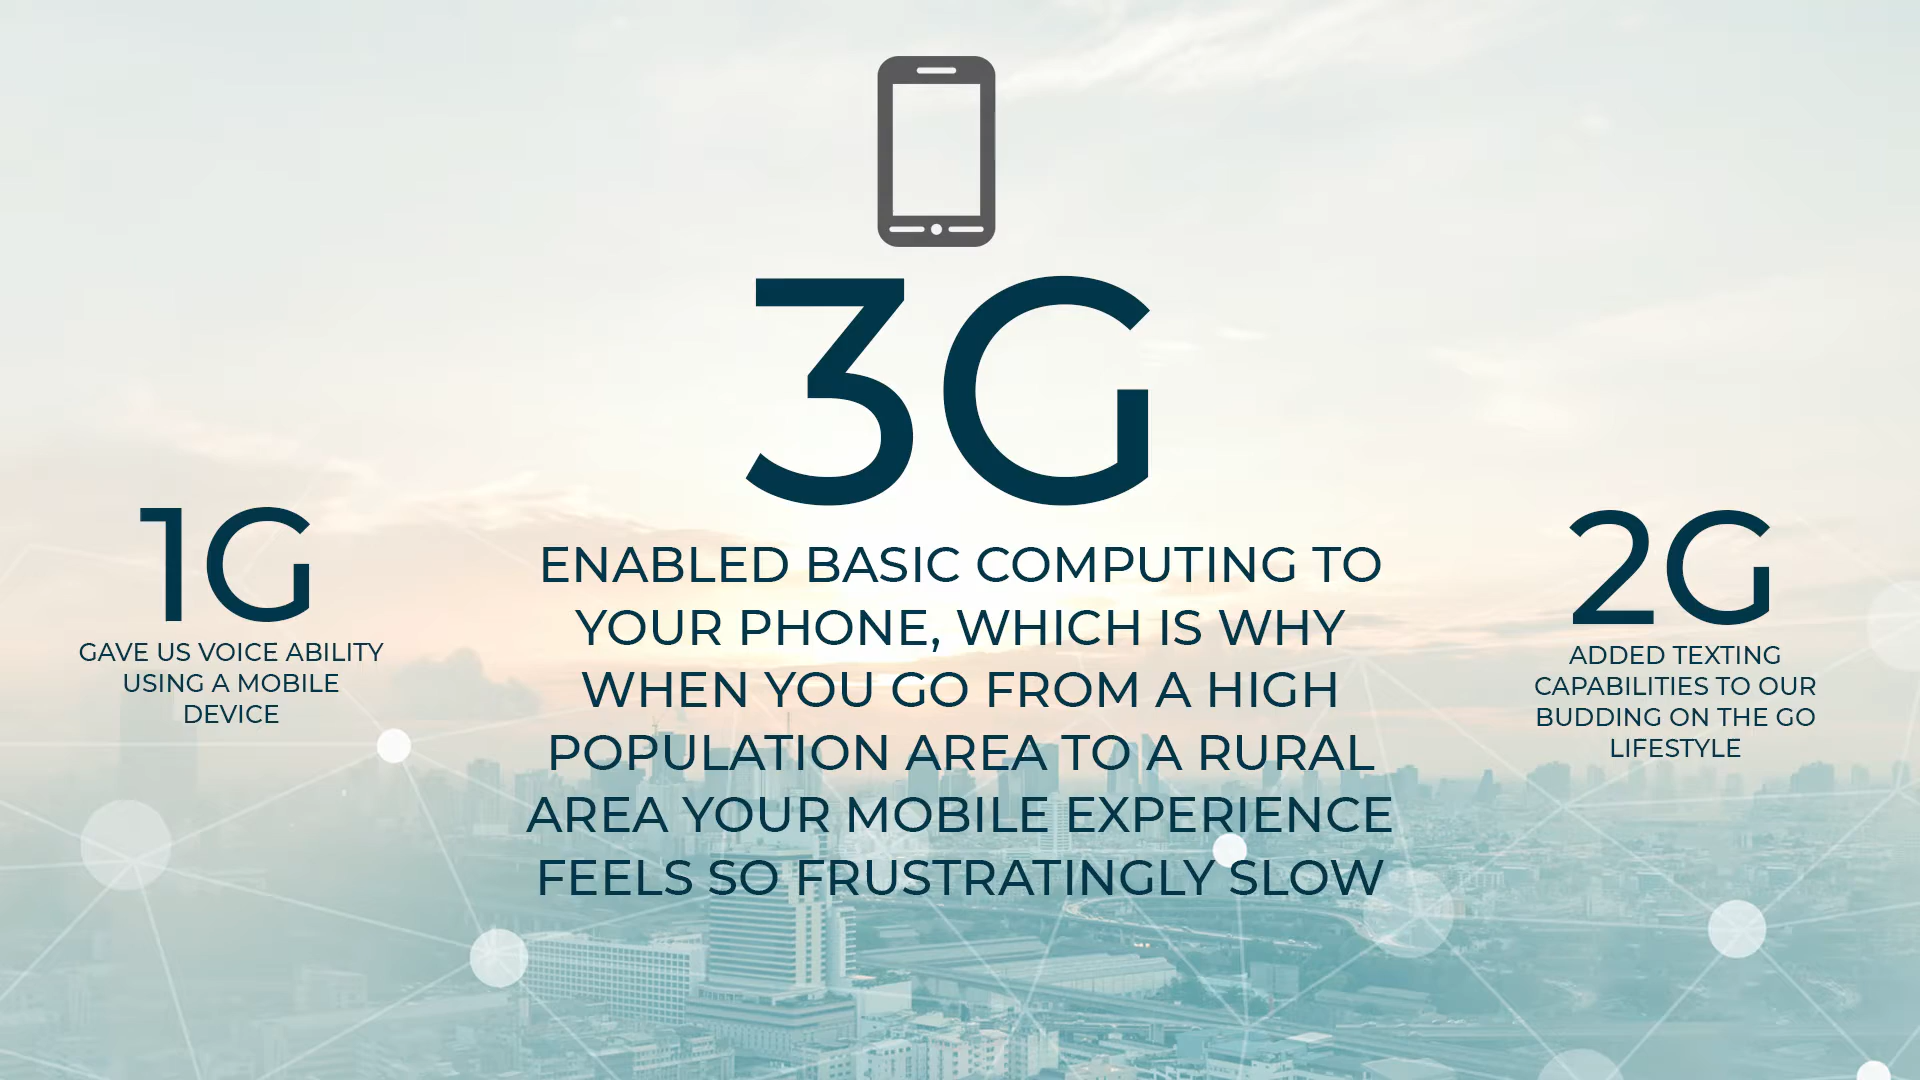 3G
ENABLED BASIC COMPUTING TO
YOUR PHONE, WHICH IS WHY
WHEN YOU GO FROM A HIGH
POPULATION AREA TO A RURAL
AREA YOUR MOBILE EXPERIENCE
FEELS SO FRUSTRATINGLY SLOW
1G
GAVE US VOICE ABILITY
USING A MOBILE
DEVICE
2G
ADDED TEXTING
CAPABILITIES TO OUR
BUDDING ON THE GO
LIFESTYLE